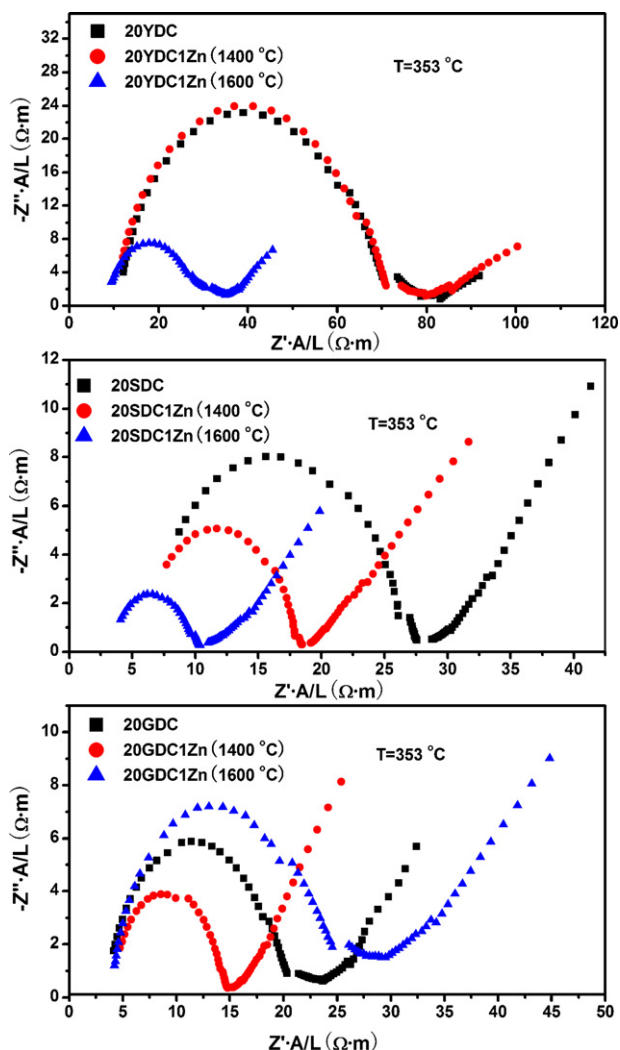 28
24
20
16
12
8
4
0
-Z''·A/L (Ω·m)
20YDC
20YDC1Zn (1400 °C)
20YDC1Zn (1600 °C)
T=353 °C
0 20 40 60 80 100 120
Z'·A/L (Ω·m)
12
10
8
6
4
2
0
-Z''·A/L (Ω·m)
20SDC
20SDC1Zn (1400 °C)
20SDC1Zn (1600 °C)
T=353 °C
0 5 10 15 20 25 30 35 40
Z'·A/L (Ω·m)
10
8
6
4
2
0
-Z''·A/L (Ω·m)
20GDC
20GDC1Zn (1400 °C)
20GDC1Zn (1600 °C)
T=353 °C
0 5 10 15 20 25 30 35 40 45 50
Z'·A/L (Ω·m)